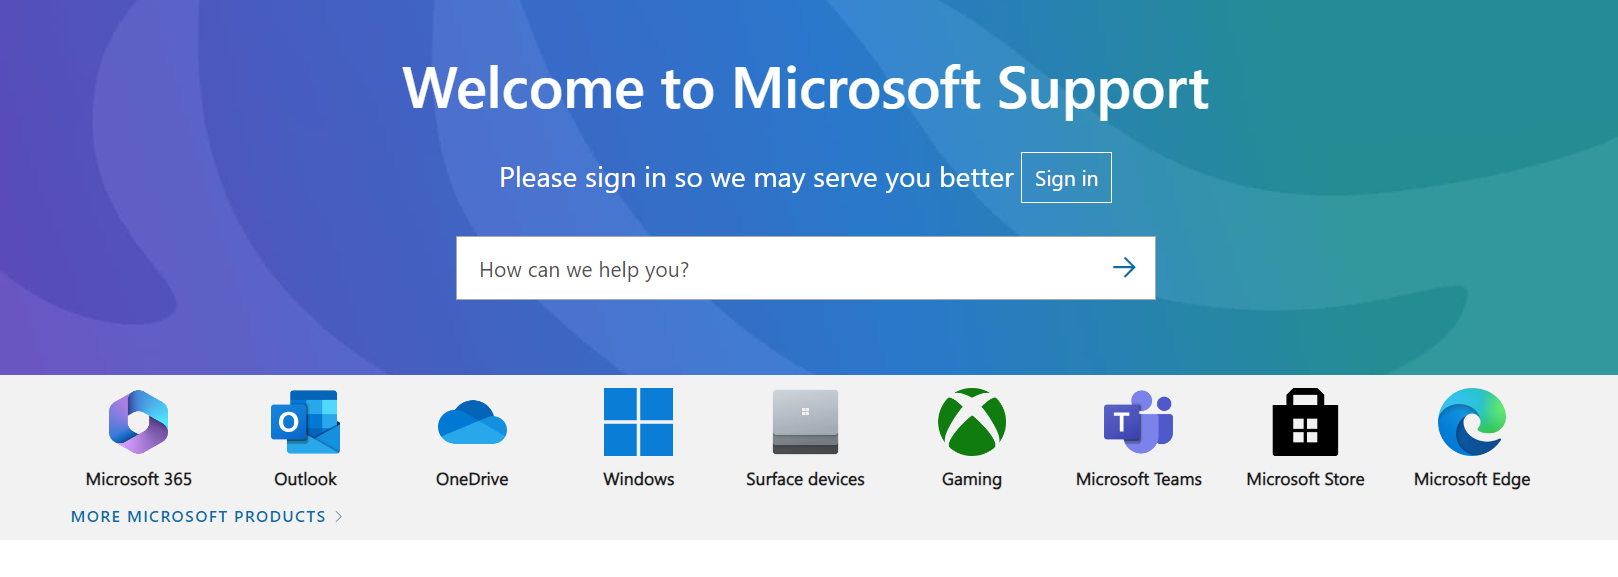 Welcome to Microsoft Support
Please sign in so we may serve you better Sign in
How can we help you?
O
T
Microsoft 365
Outlook
OneDrive
Windows
Surface devices
Gaming
Microsoft Teams
Microsoft Store
Microsoft Edge
MORE MICROSOFT PRODUCTS